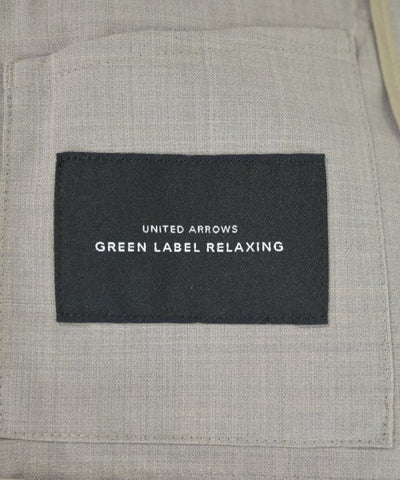 UNITED ARROWS
GREEN LABEL RELAXING